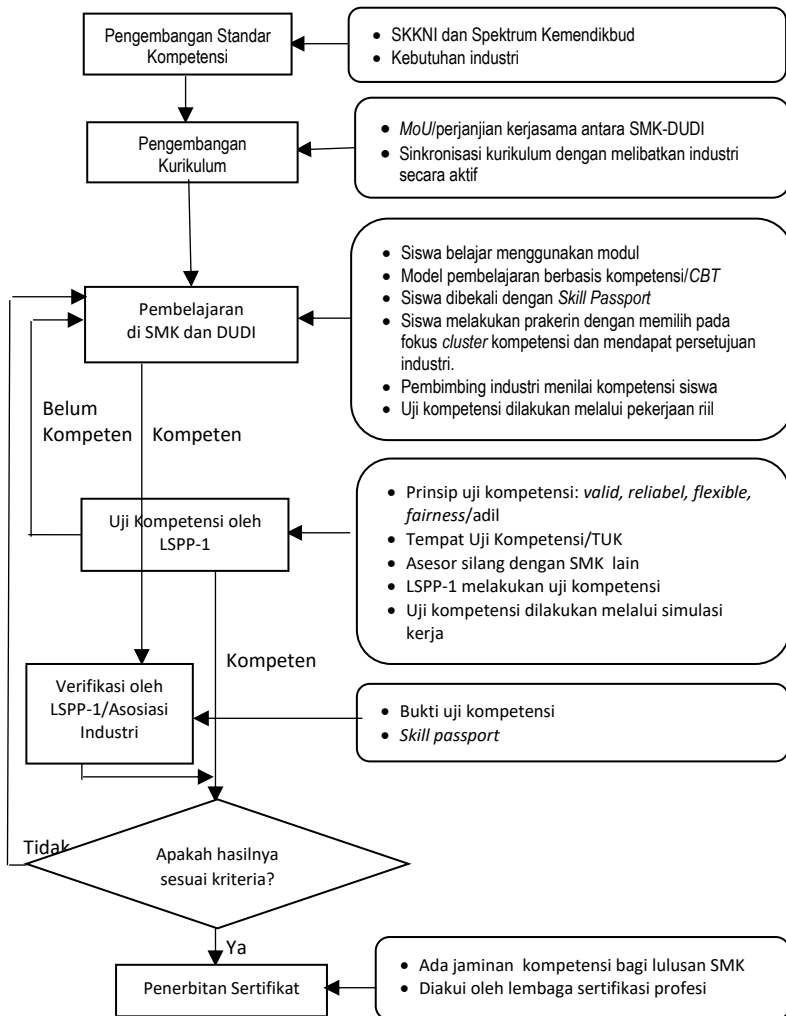 Pengembangan Standar
Kompetensi
• SKKNI dan Spektrum Kemendikbud
• Kebutuhan industri
Pengembangan
Kurikulum
• MoU/perjanjian kerjasama antara SMK-DUDI
• Sinkronisasi kurikulum dengan melibatkan industri
secara aktif
Pembelajaran
di SMK dan DUDI
• Siswa belajar menggunakan modul
• Model pembelajaran berbasis kompetensi/CBT
• Siswa dibekali dengan Skill Passport
• Siswa melakukan prakerin dengan memilih pada
fokus cluster kompetensi dan mendapat persetujuan
industri.
• Pembimbing industri menilai kompetensi siswa
• Uji kompetensi dilakukan melalui pekerjaan riil
Belum
Kompeten
Kompeten
Uji Kompetensi oleh
LSPP-1
• Prinsip uji kompetensi: valid, reliabel, flexible,
fairness/adil
• Tempat Uji Kompetensi/TUK
• Asesor silang dengan SMK lain
• LSPP-1 melakukan uji kompetensi
• Uji kompetensi dilakukan melalui simulasi
kerja
Kompeten
Verifikasi oleh
LSPP-1/Asosiasi
Industri
• Bukti uji kompetensi
• Skill passport
Tidak
Apakah hasilnya
sesuai kriteria?
Ya
Penerbitan Sertifikat
• Ada jaminan kompetensi bagi lulusan SMK
• Diakui oleh lembaga sertifikasi profesi